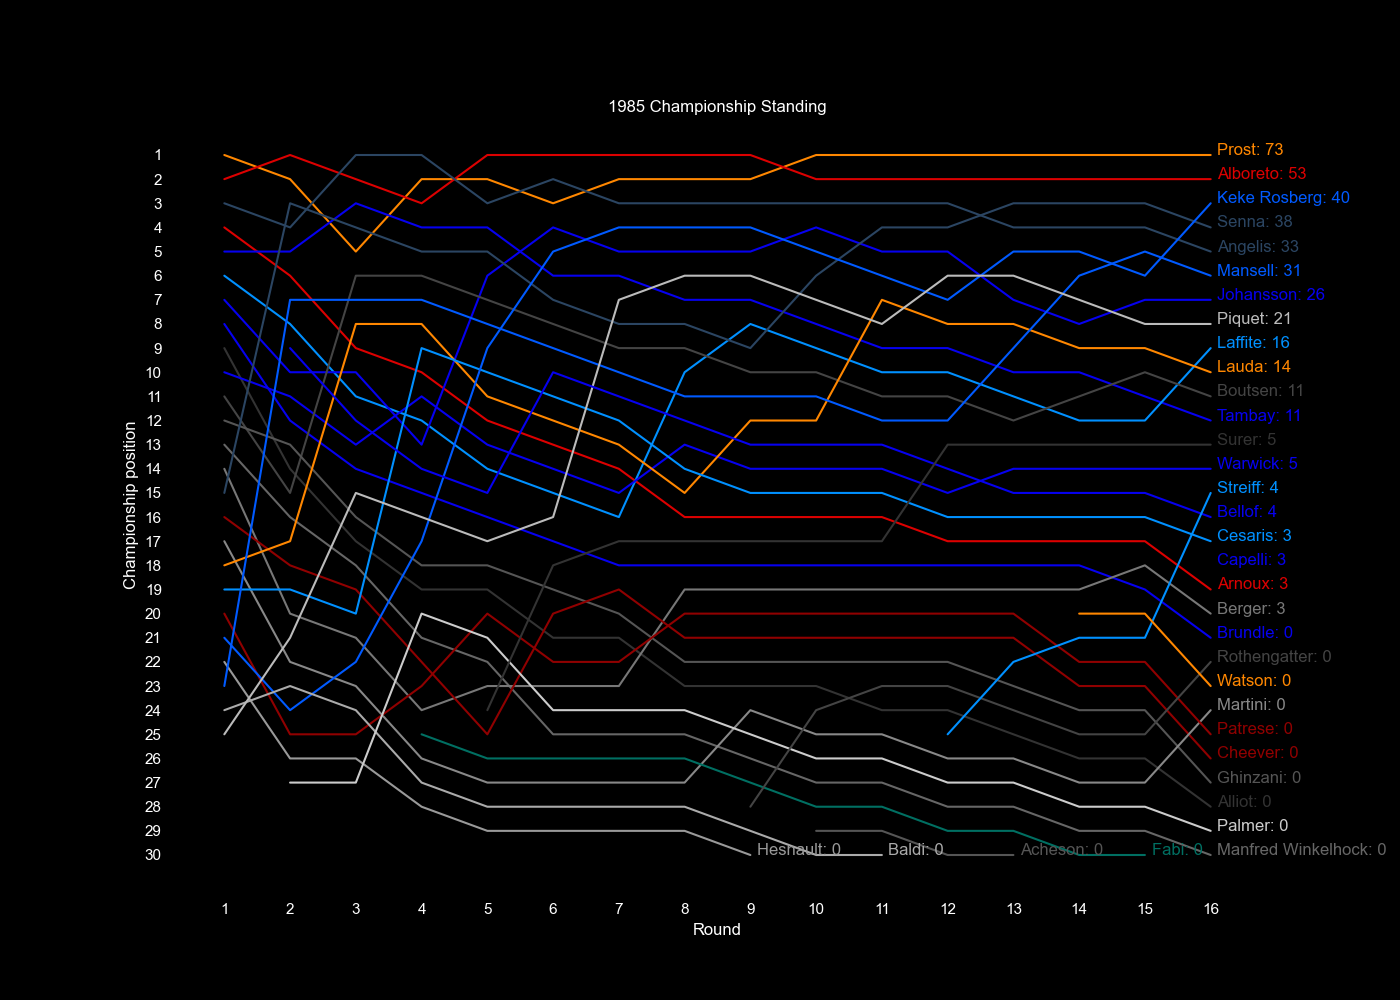 1985 Championship Standing
Championship position
1
2
3
4
5
6
7
8
9
10
11
12
13
14
15
16
17
18
19
20
21
22
23
24
25
26
27
28
29
30
Prost: 73
Alboreto: 53
Keke Rosberg: 40
Senna: 38
Angelis: 33
Mansell: 31
Johansson: 26
Piquet: 21
Laffite: 16
Lauda: 14
Boutsen: 11
Tambay: 11
Surer: 5
Warwick: 5
Streiff: 4
Bellof: 4
Cesaris: 3
Capelli: 3
Arnoux: 3
Berger: 3
Brundle: 0
Rothengatter: 0
Watson: 0
Martini: 0
Patrese: 0
Cheever: 0
Ghinzani: 0
Alliot: 0
Palmer: 0
Hesnault: 0 Baldi: 0 Acheson: 0 Fabi: 0 Manfred Winkelhock: 0
1 2 3 4 5 6 7 8 9 10 11 12 13 14 15 16
Round